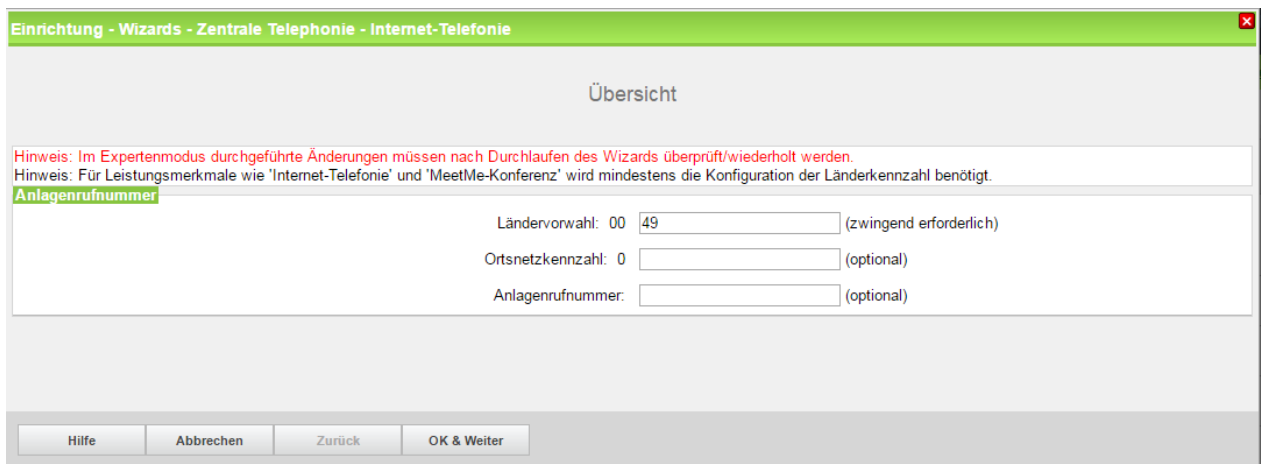 Einrichtung - Wizards - Zentrale Telephonie - Internet-Telefonie
Übersicht
Hinweis: Im Expertenmodus durchgeführte Änderungen müssen nach Durchlaufen des Wizards überprüft/wiederholt werden.
Hinweis: Für Leistungsmerkmale wie 'Internet-Telefonie' und 'MeetMe-Konferenz' wird mindestens die Konfiguration der Länderkennzahl benötigt.
Anlagenrufnummer
Ländervorwahl: 00 49 (zwingend erforderlich)
Ortsnetzkennzahl: 0 (optional)
Anlagenrufnummer: (optional)
Hilfe Abbrechen Zurück OK & Weiter